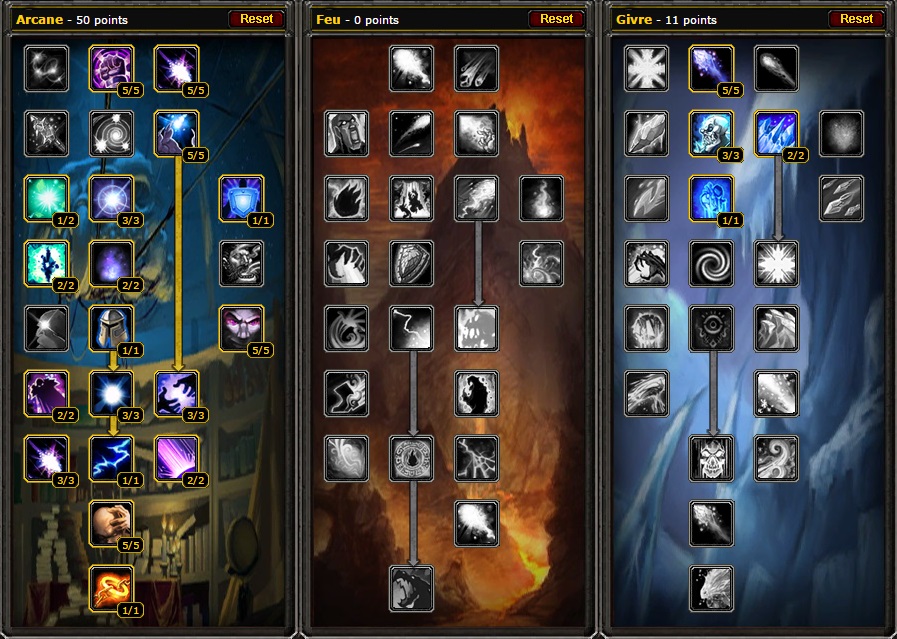 Arcane - 50 points Reset Feu - 0 points Reset Givre - 11 points Reset
5/5 5/5 5/5
5/5 3/3 2/2
1/2 3/3 1/1 1/1
2/2 2/2
1/1 5/5
2/2 3/3 3/3
3/3 1/1 2/2
5/5
1/1